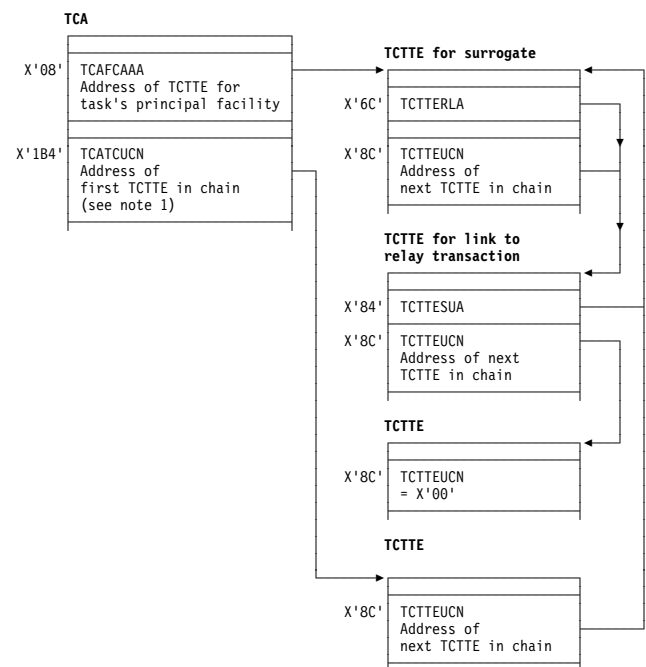 TCA
X'08' TCAFCAAA
Address of TCTTE for
task's principal facility
X'1B4' TCATCUCN
Address of
first TCTTE in chain
(see note 1)
TCTTE for surrogate
X'6C' TCTTERLA
X'8C' TCTTEUCN
Address of
next TCTTE in chain
TCTTE for link to
relay transaction
X'84' TCTTESUA
X'8C' TCTTEUCN
Address of next
TCTTE in chain
TCTTE
X'8C' TCTTEUCN
= X'00'
TCTTE
X'8C' TCTTEUCN
Address of
next TCTTE in chain